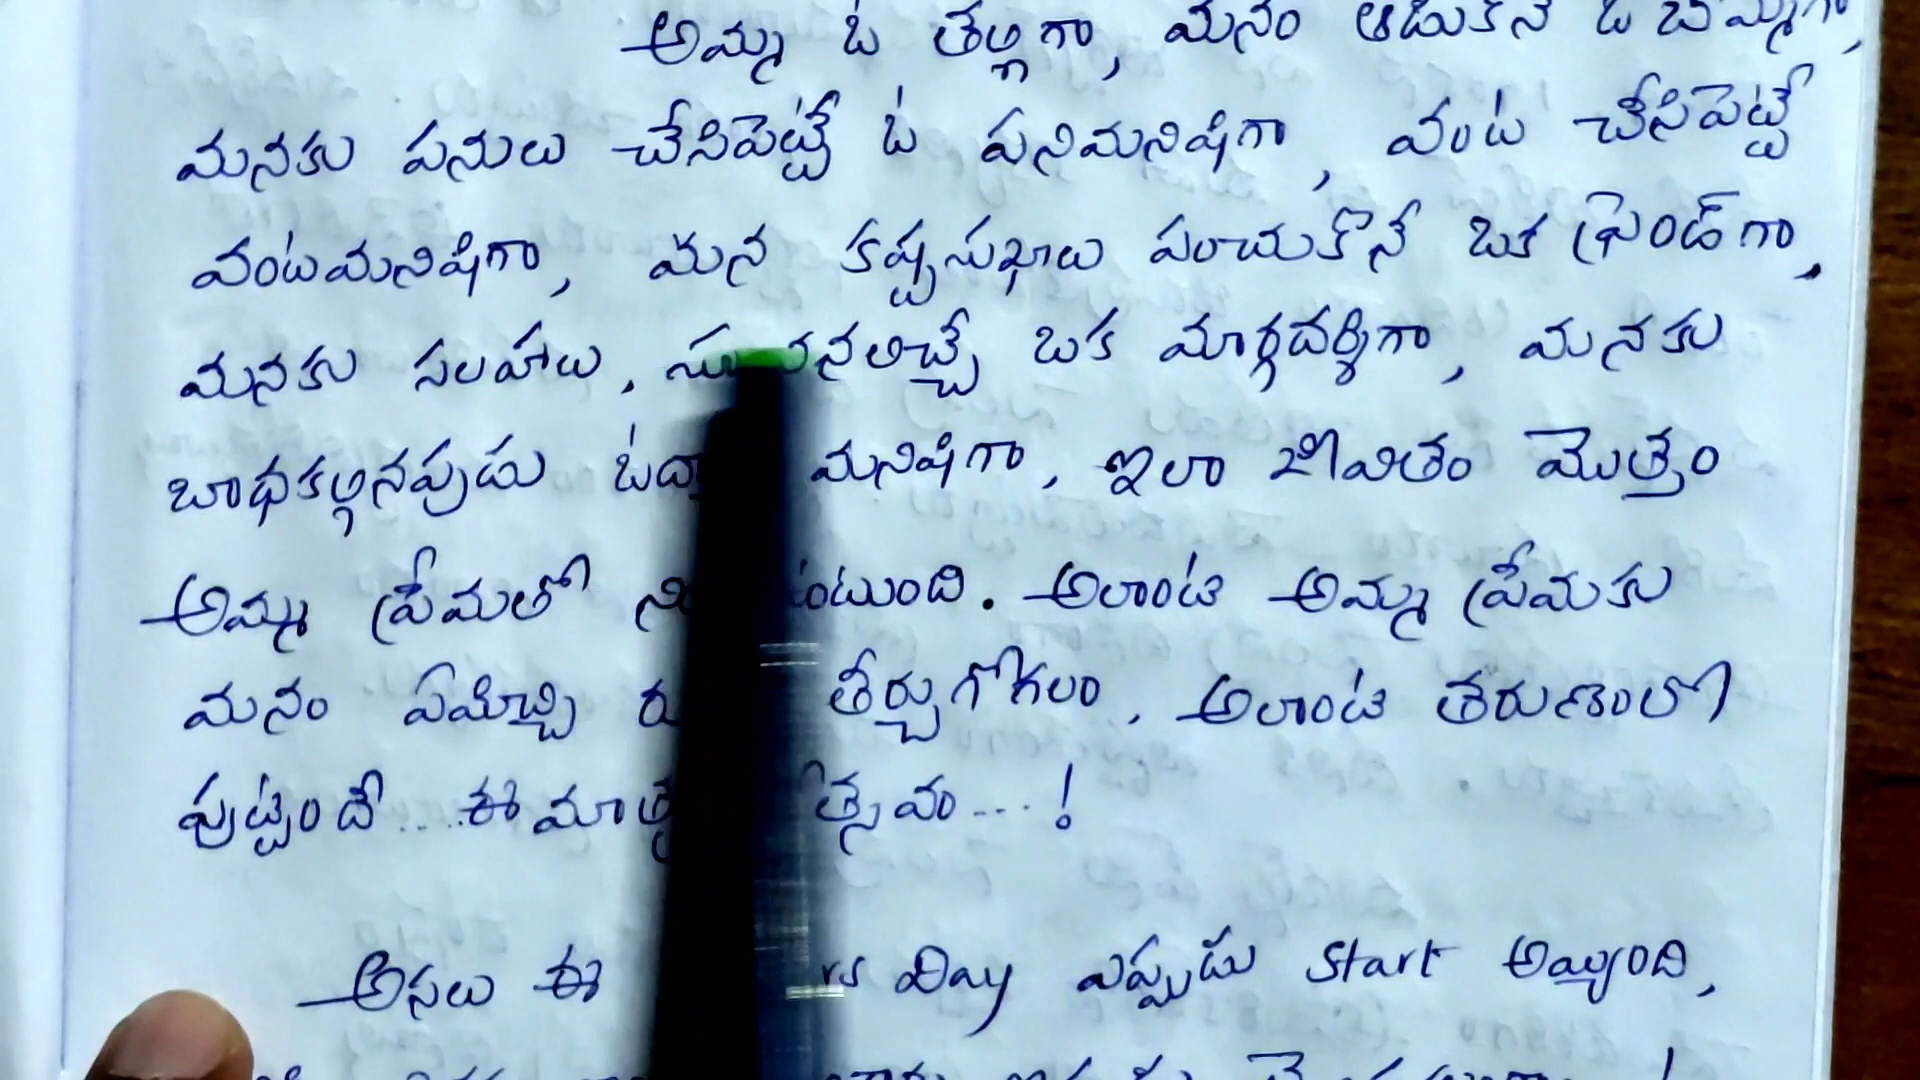 అమ్మ ఓ తల్లిగా, మనం ఆడుకొనే ఓ బొమ్మగా,
మనకు పనులు చేసిపెట్టే ఓ పనిమనిషిగా, వంట చేసిపెట్టే
వంటమనిషిగా, మన కష్టసుఖాలు పంచుకొనే ఒక ఫ్రెండ్ గా,
మనకు సలహాలు, సూచనలిచ్చే ఒక మార్గదర్శిగా, మనకు
బాధకల్గినపుడు మనిషిగా, ఇలా జీవితం మొత్తం
అమ్మ ప్రేమతో అలాంటి అమ్మ ప్రేమకు
మనం ఏమిచ్చి తీర్చుగోగలం. అలాంటి తరుణంలో
పుట్టిందే.... ఈ ...!
అసలు ఈ Day ఎప్పుడు start అయ్యింది,